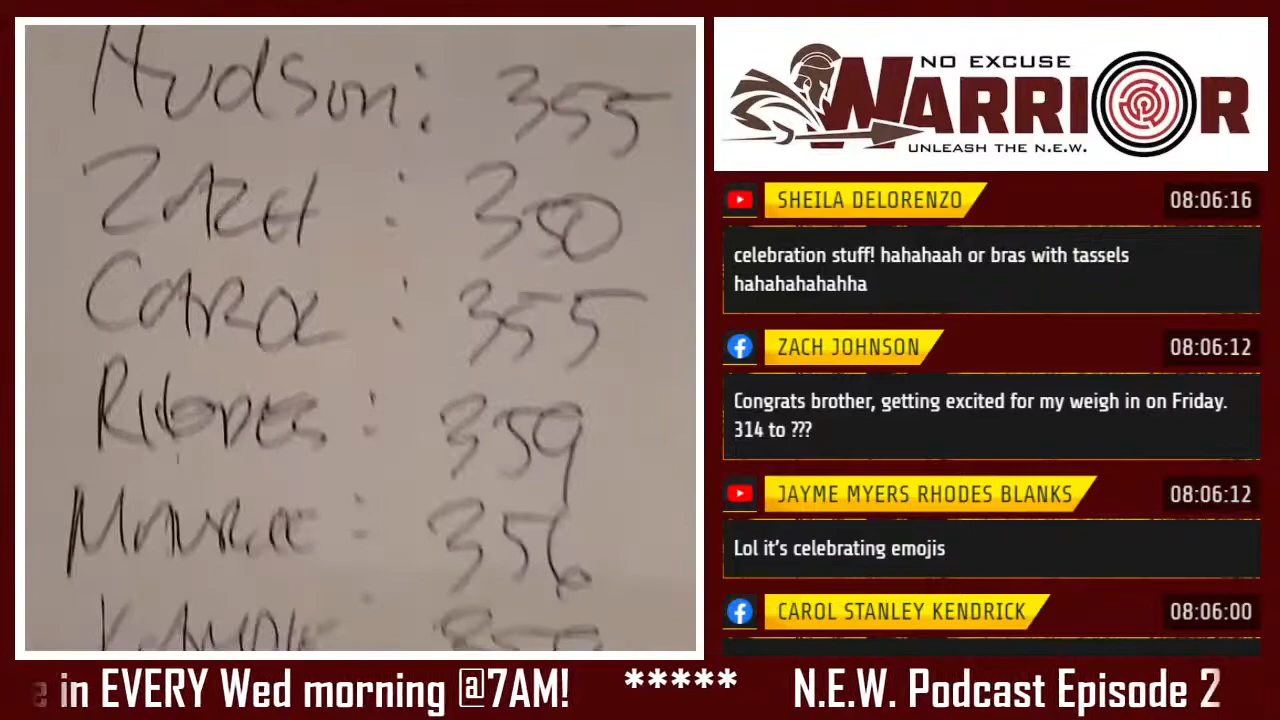 Hudson: 355
ZACH : 350
CAROL : 355
RHODES : 359
MAURICE : 356
NO EXCUSE
WARRIOR
UNLEASH THE N.E.W.
SHEILA DELORENZO 08:06:16
celebration stuff! hahahaah or bras with tassels
hahahahahahha
ZACH JOHNSON 08:06:12
Congrats brother, getting excited for my weigh in on Friday.
314 to ???
JAYME MYERS RHODES BLANKS 08:06:12
Lol it's celebrating emojis
CAROL STANLEY KENDRICK 08:06:00
e in EVERY Wed morning @7AM! ***** N.E.W. Podcast Episode 2